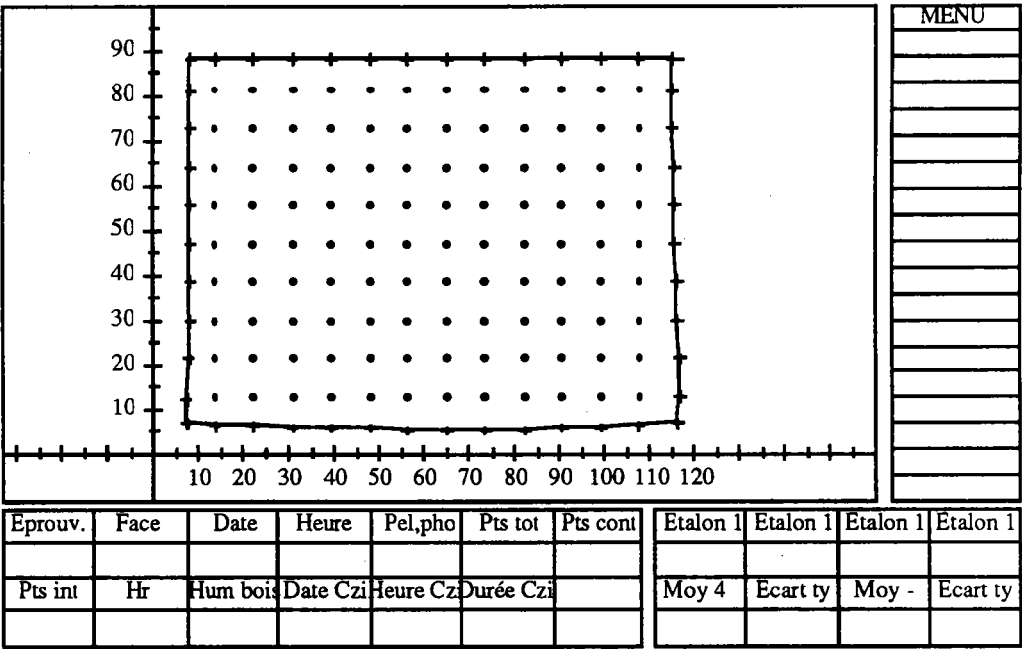 MENU
90
80
70
60
50
40
30
20
10
10 20 30 40 50 60 70 80 90 100 110 120
Eprouv. Face Date Heure Pel,pho Pts tot Pts cont
Etalon 1 Etalon 1 Etalon 1 Etalon 1
Pts int Hr Hum bois Date Czi Heure Czi Durée Czi
Moy 4 Ecart ty Moy - Ecart ty